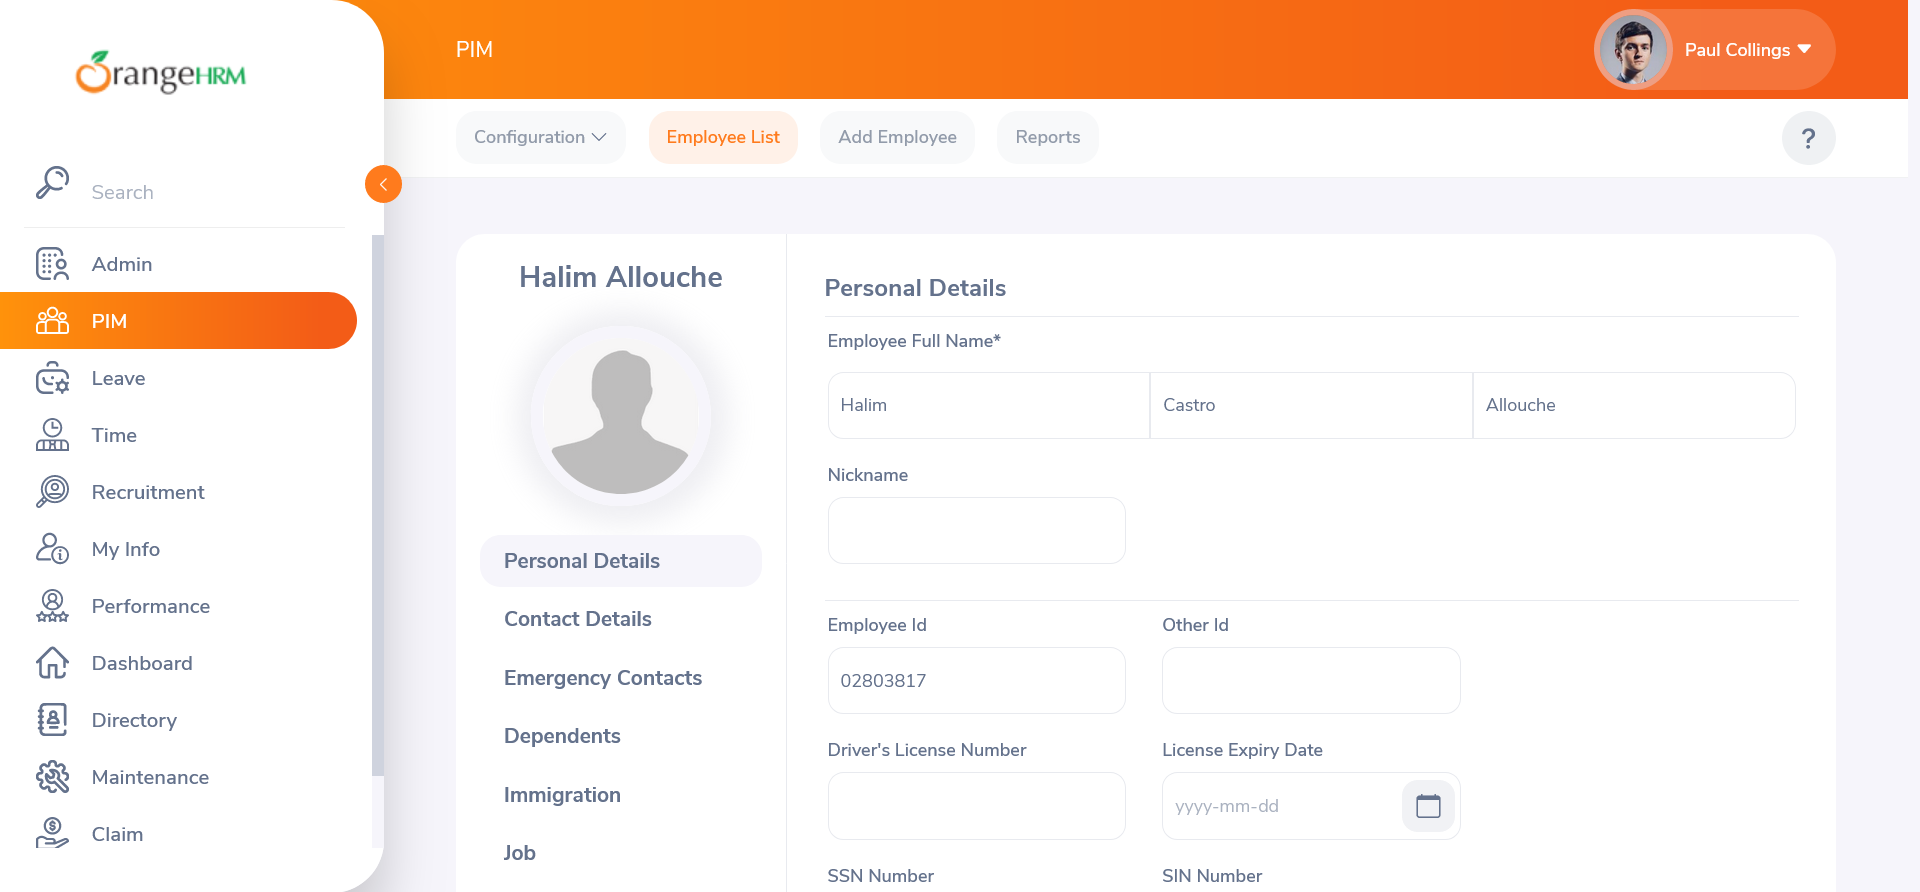 OrangeHRM
Search
Admin
PIM
Leave
Time
Recruitment
My Info
Performance
Dashboard
Directory
Maintenance
Claim
PIM
Paul Collings
Configuration
Employee List
Add Employee
Reports
?
Halim Allouche
Personal Details
Contact Details
Emergency Contacts
Dependents
Immigration
Job
Personal Details
Employee Full Name*
Halim
Castro
Allouche
Nickname
Employee Id
Other Id
02803817
Driver's License Number
License Expiry Date
yyyy-mm-dd
SSN Number
SIN Number